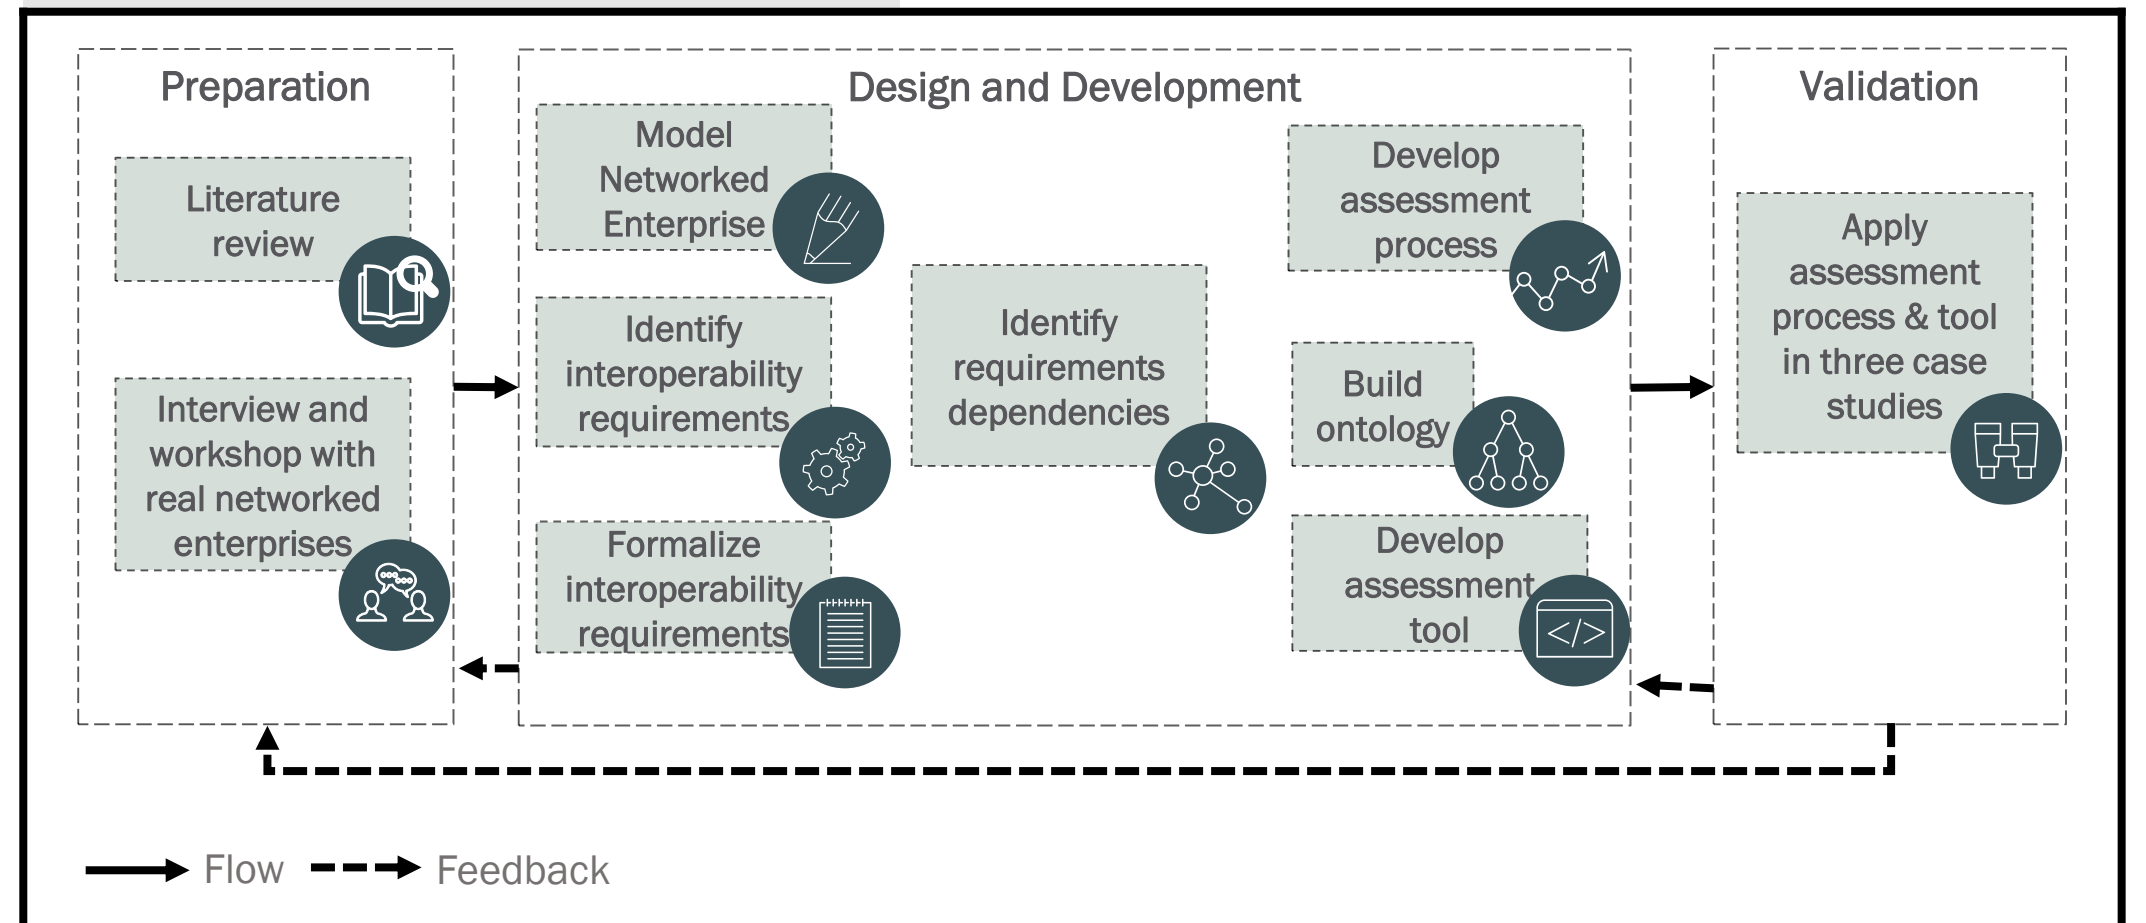 Preparation
Literature
review
Interview and
workshop with
real networked
enterprises
Design and Development
Model
Networked
Enterprise
Identify
interoperability
requirements
Formalize
interoperability
requirements
Identify
requirements
dependencies
Develop
assessment
process
Build
ontology
Develop
assessment
tool
</>
Validation
Apply
assessment
process & tool
in three case
studies
Flow
Feedback